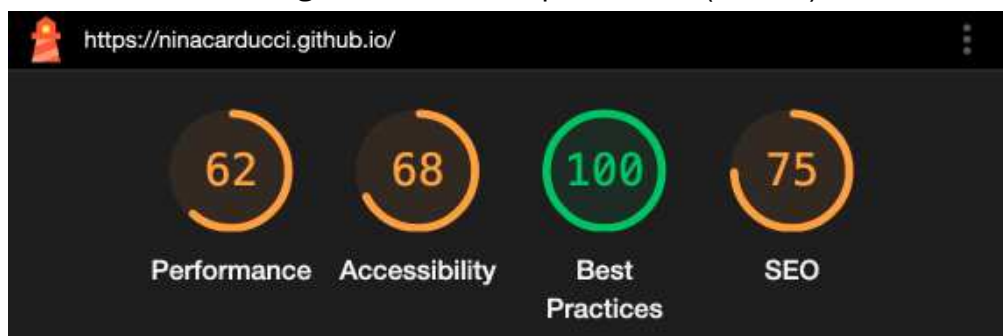 https://ninacarducci.github.io/
62 68 100 75
Performance Accessibility Best Practices SEO